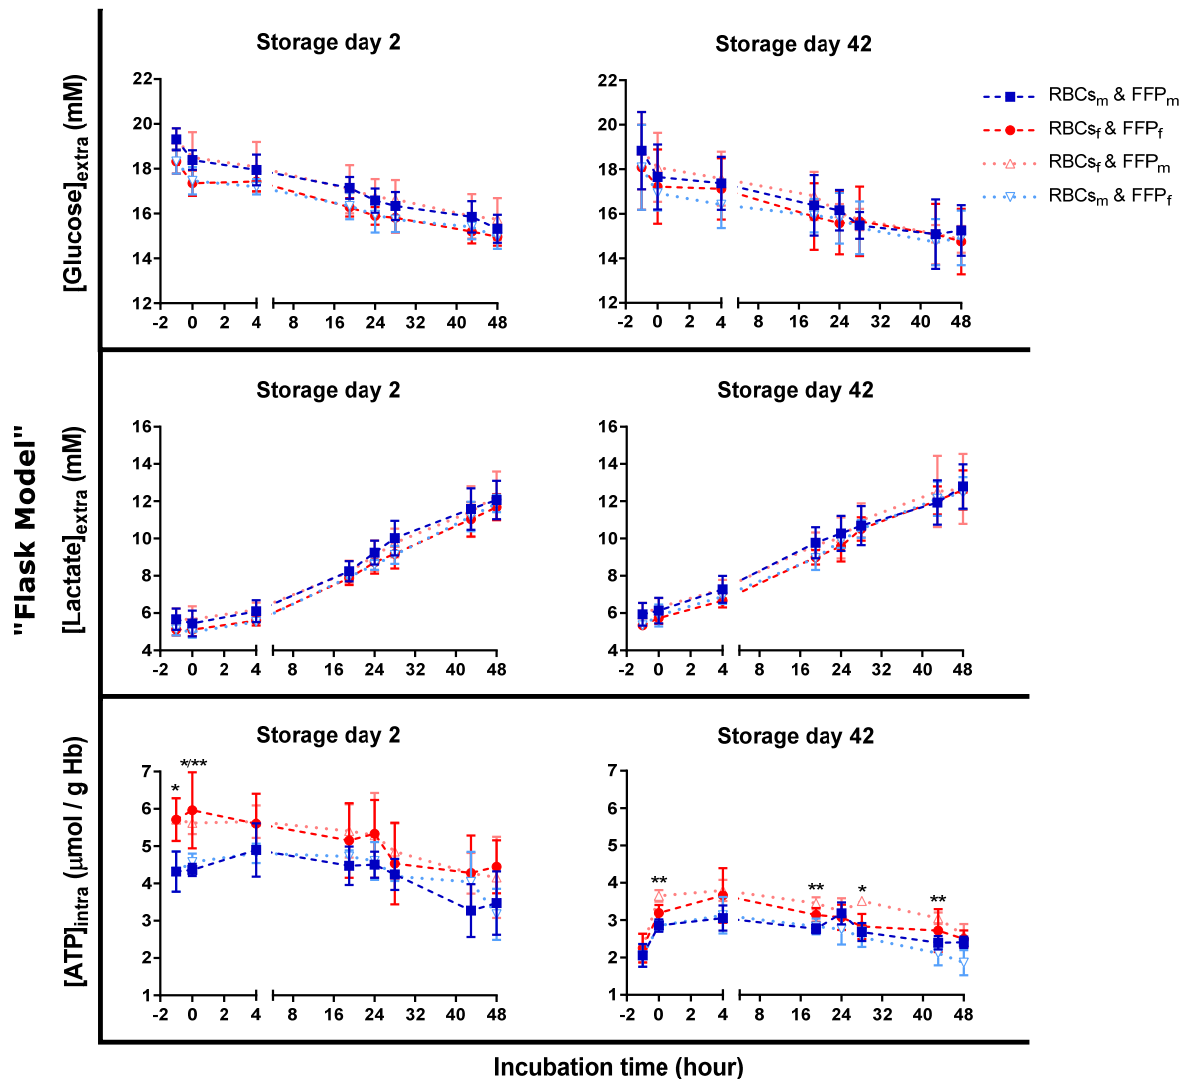 Storage day 2
Storage day 42
[Glucose]extra (mM)
22
20
18
16
14
12
-2 0 2 4 8 16 24 32 40 48
22
20
18
16
14
12
-2 0 2 4 8 16 24 32 40 48
RBCsm & FFPm
RBCsf & FFPf
RBCsf & FFPm
RBCsm & FFPf
"Flask Model"
Storage day 2
Storage day 42
[Lactate]extra (mM)
16
14
12
10
8
6
4
-2 0 2 4 8 16 24 32 40 48
16
14
12
10
8
6
4
-2 0 2 4 8 16 24 32 40 48
Storage day 2
Storage day 42
[ATP]intra (µmol / g Hb)
7
6
5
4
3
2
1
*
*/**
-2 0 2 4 8 16 24 32 40 48
7
6
5
4
3
2
1
** ** * **
-2 0 2 4 8 16 24 32 40 48
Incubation time (hour)